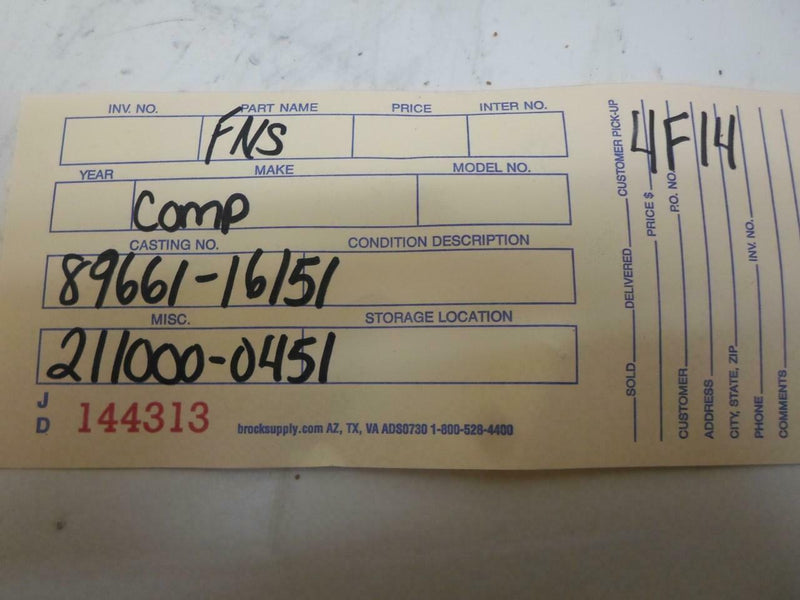 INV. NO. PART NAME PRICE INTER NO.
FNS
YEAR MAKE MODEL NO.
Comp
CASTING NO. CONDITION DESCRIPTION
89661-16151
MISC. STORAGE LOCATION
211000-0451
JD 144313 brocksupply.com AZ, TX, VA ADS0730 1-800-528-4400
4F14
SOLD DELIVERED CUSTOMER PICK-UP
PRICE $
CUSTOMER P.O. NO.
ADDRESS
CITY, STATE, ZIP
PHONE INV. NO.
COMMENTS